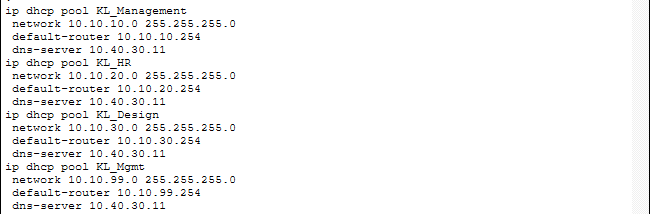 ip dhcp pool KL_Management
 network 10.10.10.0 255.255.255.0
 default-router 10.10.10.254
 dns-server 10.40.30.11
ip dhcp pool KL_HR
 network 10.10.20.0 255.255.255.0
 default-router 10.10.20.254
 dns-server 10.40.30.11
ip dhcp pool KL_Design
 network 10.10.30.0 255.255.255.0
 default-router 10.10.30.254
 dns-server 10.40.30.11
ip dhcp pool KL_Mgmt
 network 10.10.99.0 255.255.255.0
 default-router 10.10.99.254
 dns-server 10.40.30.11